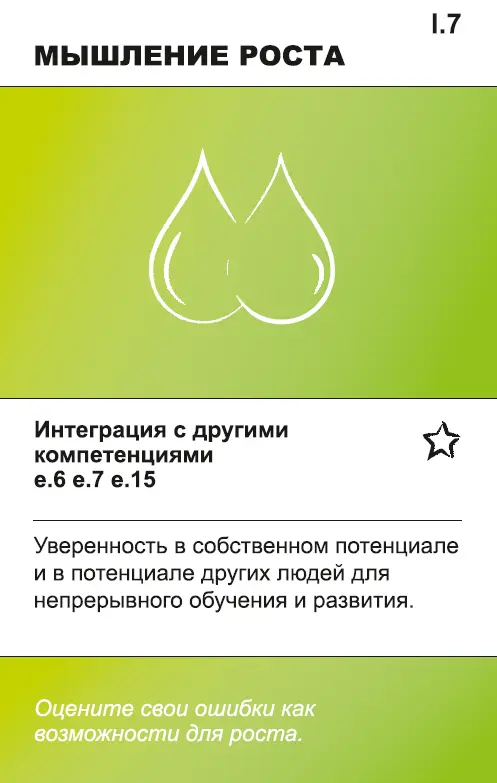 I.7
МЫШЛЕНИЕ РОСТА
Интеграция с другими
компетенциями
e.6 e.7 e.15
Уверенность в собственном потенциале
и в потенциале других людей для
непрерывного обучения и развития.
Оцените свои ошибки как
возможности для роста.